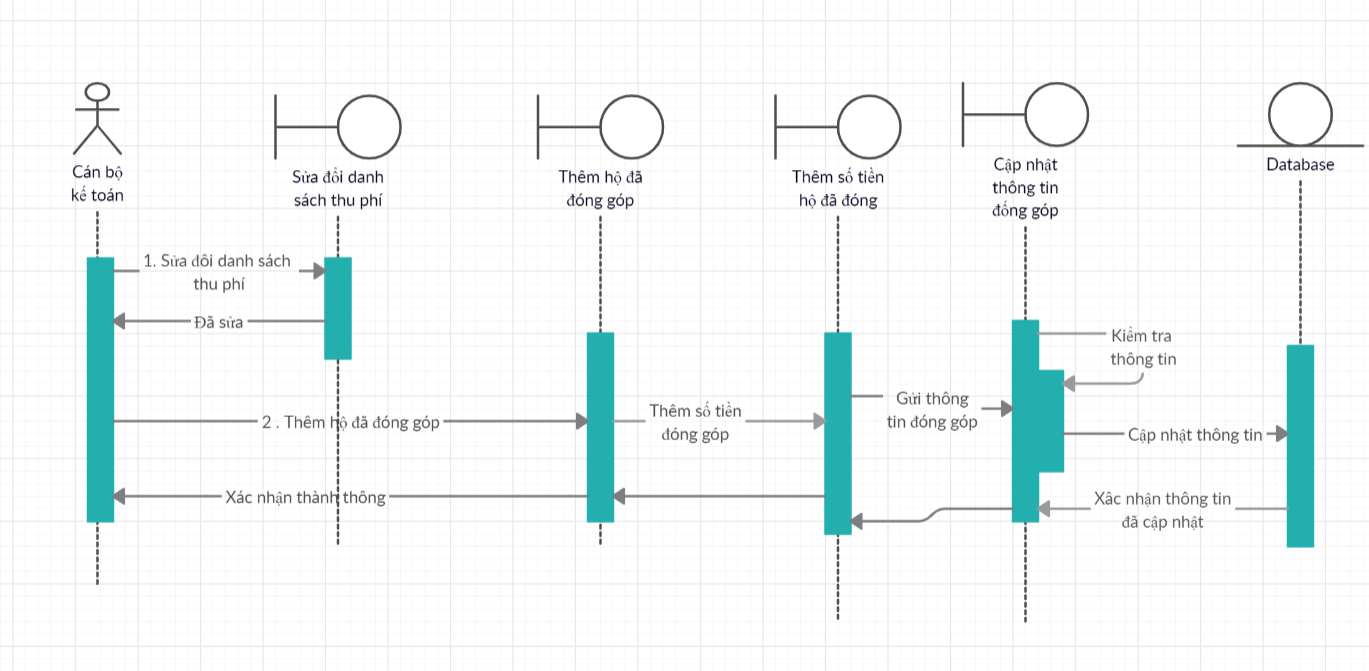 Cán bộ
kế toán
Sửa đổi danh
sách thu phí
Thêm hộ đã
đóng góp
Thêm số tiền
hộ đã đóng
Cập nhật
thông tin
đống góp
Database
1. Sửa đôi danh sách
thu phí
Đã sửa
Kiểm tra
thông tin
2 . Thêm hộ đã đóng góp
Thêm số tiền
đóng góp
Gửi thông
tin đóng góp
Cập nhật thông tin
Xác nhận thành thông
Xâc nhận thông tin
đã cập nhật